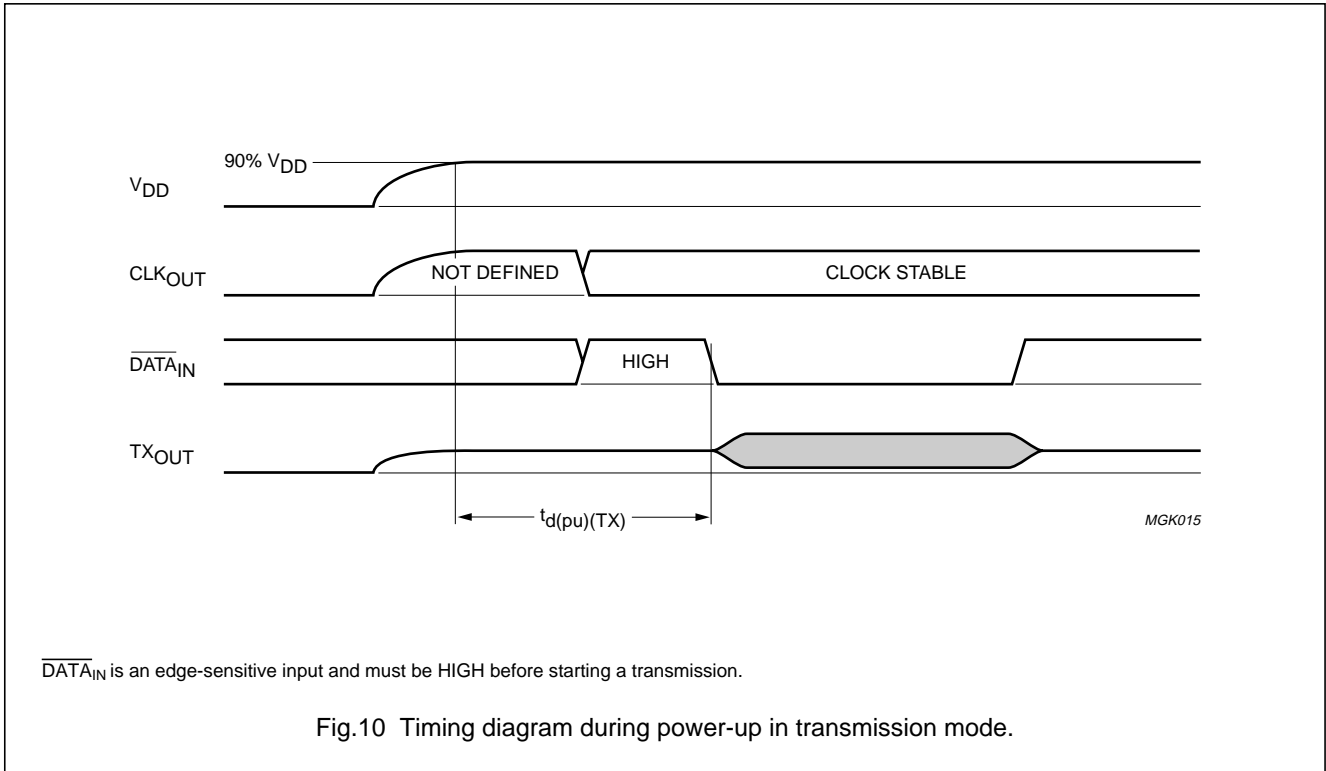 90% VDD
VDD
CLKOUT
NOT DEFINED
CLOCK STABLE
DATAIN
HIGH
TXOUT
td(pu)(TX)
MGK015
DATAIN is an edge-sensitive input and must be HIGH before starting a transmission.
Fig.10 Timing diagram during power-up in transmission mode.